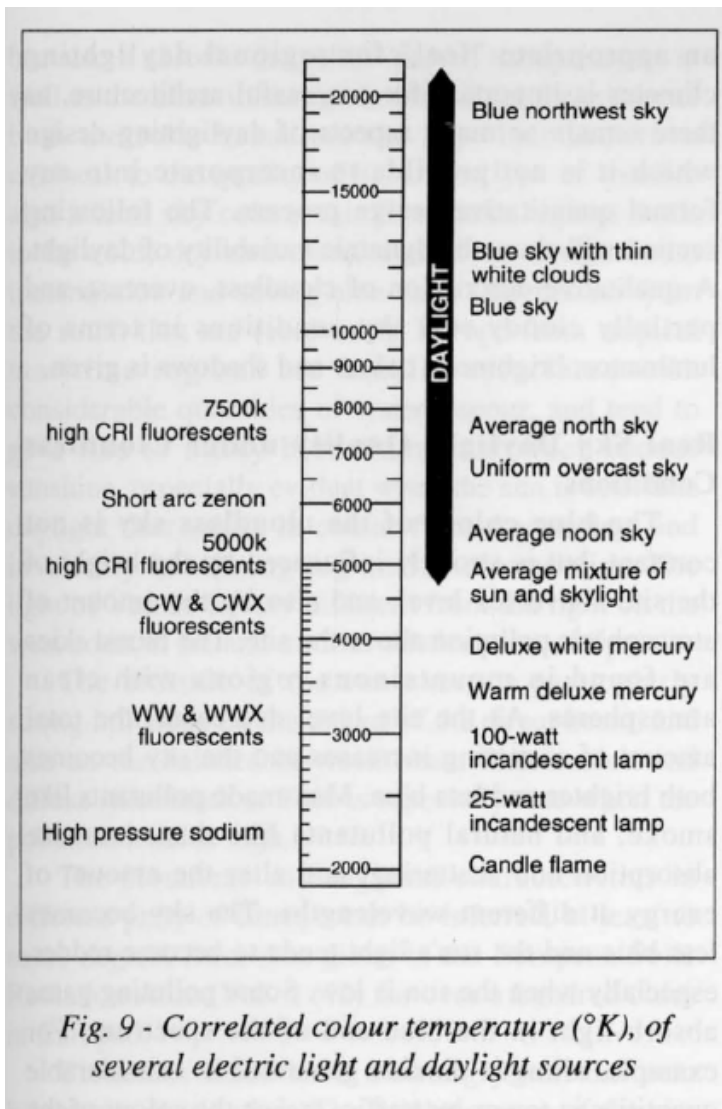 20000
15000
10000
9000
8000
7000
6000
5000
4000
3000
2000
DAYLIGHT
7500k
high CRI fluorescents
Short arc zenon
5000k
high CRI fluorescents
CW & CWX
fluorescents
WW & WWX
fluorescents
High pressure sodium
Blue northwest sky
Blue sky with thin
white clouds
Blue sky
Average north sky
Uniform overcast sky
Average noon sky
Average mixture of
sun and skylight
Deluxe white mercury
Warm deluxe mercury
100-watt
incandescent lamp
25-watt
incandescent lamp
Candle flame
Fig. 9 - Correlated colour temperature (°K) of
several electric light and daylight sources